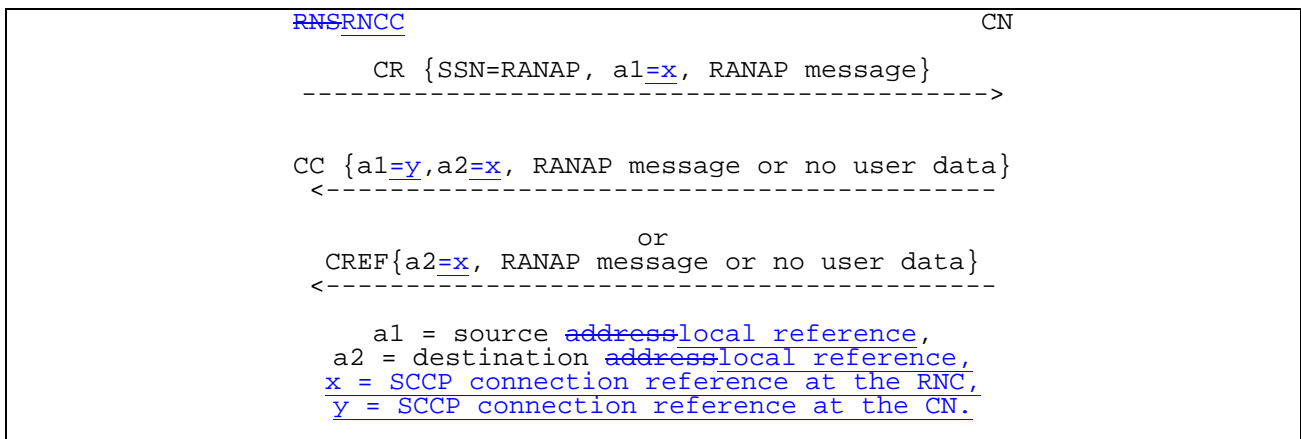 RNSRNCC CN
CR {SSN=RANAP, a1=x, RANAP message}
------------------------------------------->
CC {a1=y,a2=x, RANAP message or no user data}
<------------------------------------------
or
CREF{a2=x, RANAP message or no user data}
<-------------------------------------------
a1 = source addresslocal reference,
a2 = destination addresslocal reference,
x = SCCP connection reference at the RNC,
y = SCCP connection reference at the CN.